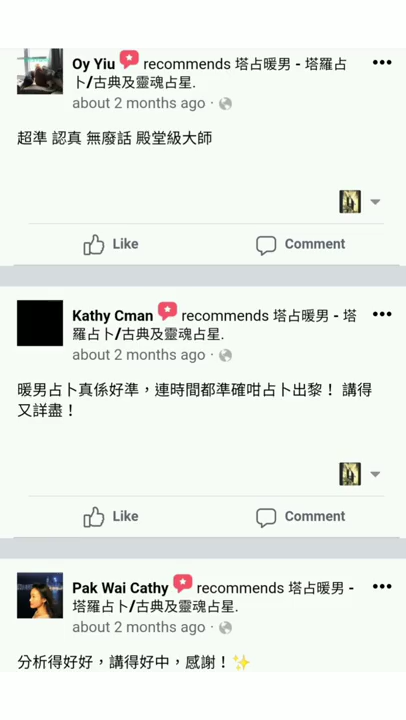 Oy Yiu recommends 塔占暖男 - 塔羅占
卜/古典及靈魂占星.
about 2 months ago ·
超準 認真 無廢話 殿堂級大師
Like Comment
Kathy Cman recommends 塔占暖男 - 塔
羅占卜/古典及靈魂占星.
about 2 months ago ·
暖男占卜真係好準，連時間都準確咁占卜出黎！ 講得
又詳盡！
Like Comment
Pak Wai Cathy recommends 塔占暖男 -
塔羅占卜/古典及靈魂占星.
about 2 months ago ·
分析得好好，講得好中，感謝！✨